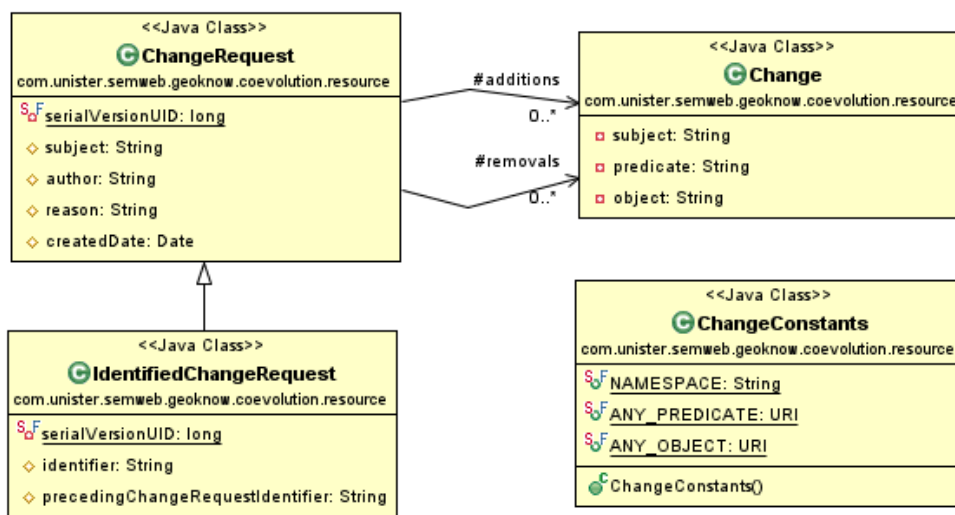 <<Java Class>>
ChangeRequest
com.unister.semweb.geoknow.coevolution.resource
serialVersionUID: long
subject: String
author: String
reason: String
createdDate: Date
#additions
0..*
#removals
0..*
<<Java Class>>
Change
com.unister.semweb.geoknow.coevolution.resource
subject: String
predicate: String
object: String
<<Java Class>>
IdentifiedChangeRequest
com.unister.semweb.geoknow.coevolution.resource
serialVersionUID: long
identifier: String
precedingChangeRequestIdentifier: String
<<Java Class>>
ChangeConstants
com.unister.semweb.geoknow.coevolution.resource
NAMESPACE: String
ANY_PREDICATE: URI
ANY_OBJECT: URI
ChangeConstants()